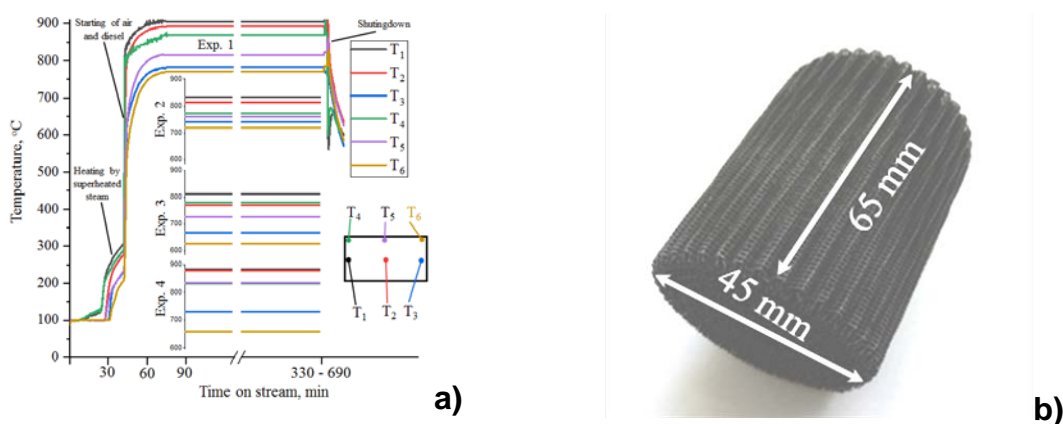 900
800
700
600
500
400
300
200
100
0
Temperature, °C
Starting of air
and diesel
Heating by
superheated
steam
Exp. 1
Shutingdown
T1
T2
T3
T4
T5
T6
900
800
700
600
Exp. 2
900
800
700
600
Exp. 3
900
800
700
600
Exp. 4
T4 T5 T6
T1 T2 T3
30 60 90 330 - 690
Time on stream, min
a)
65 mm
45 mm
b)